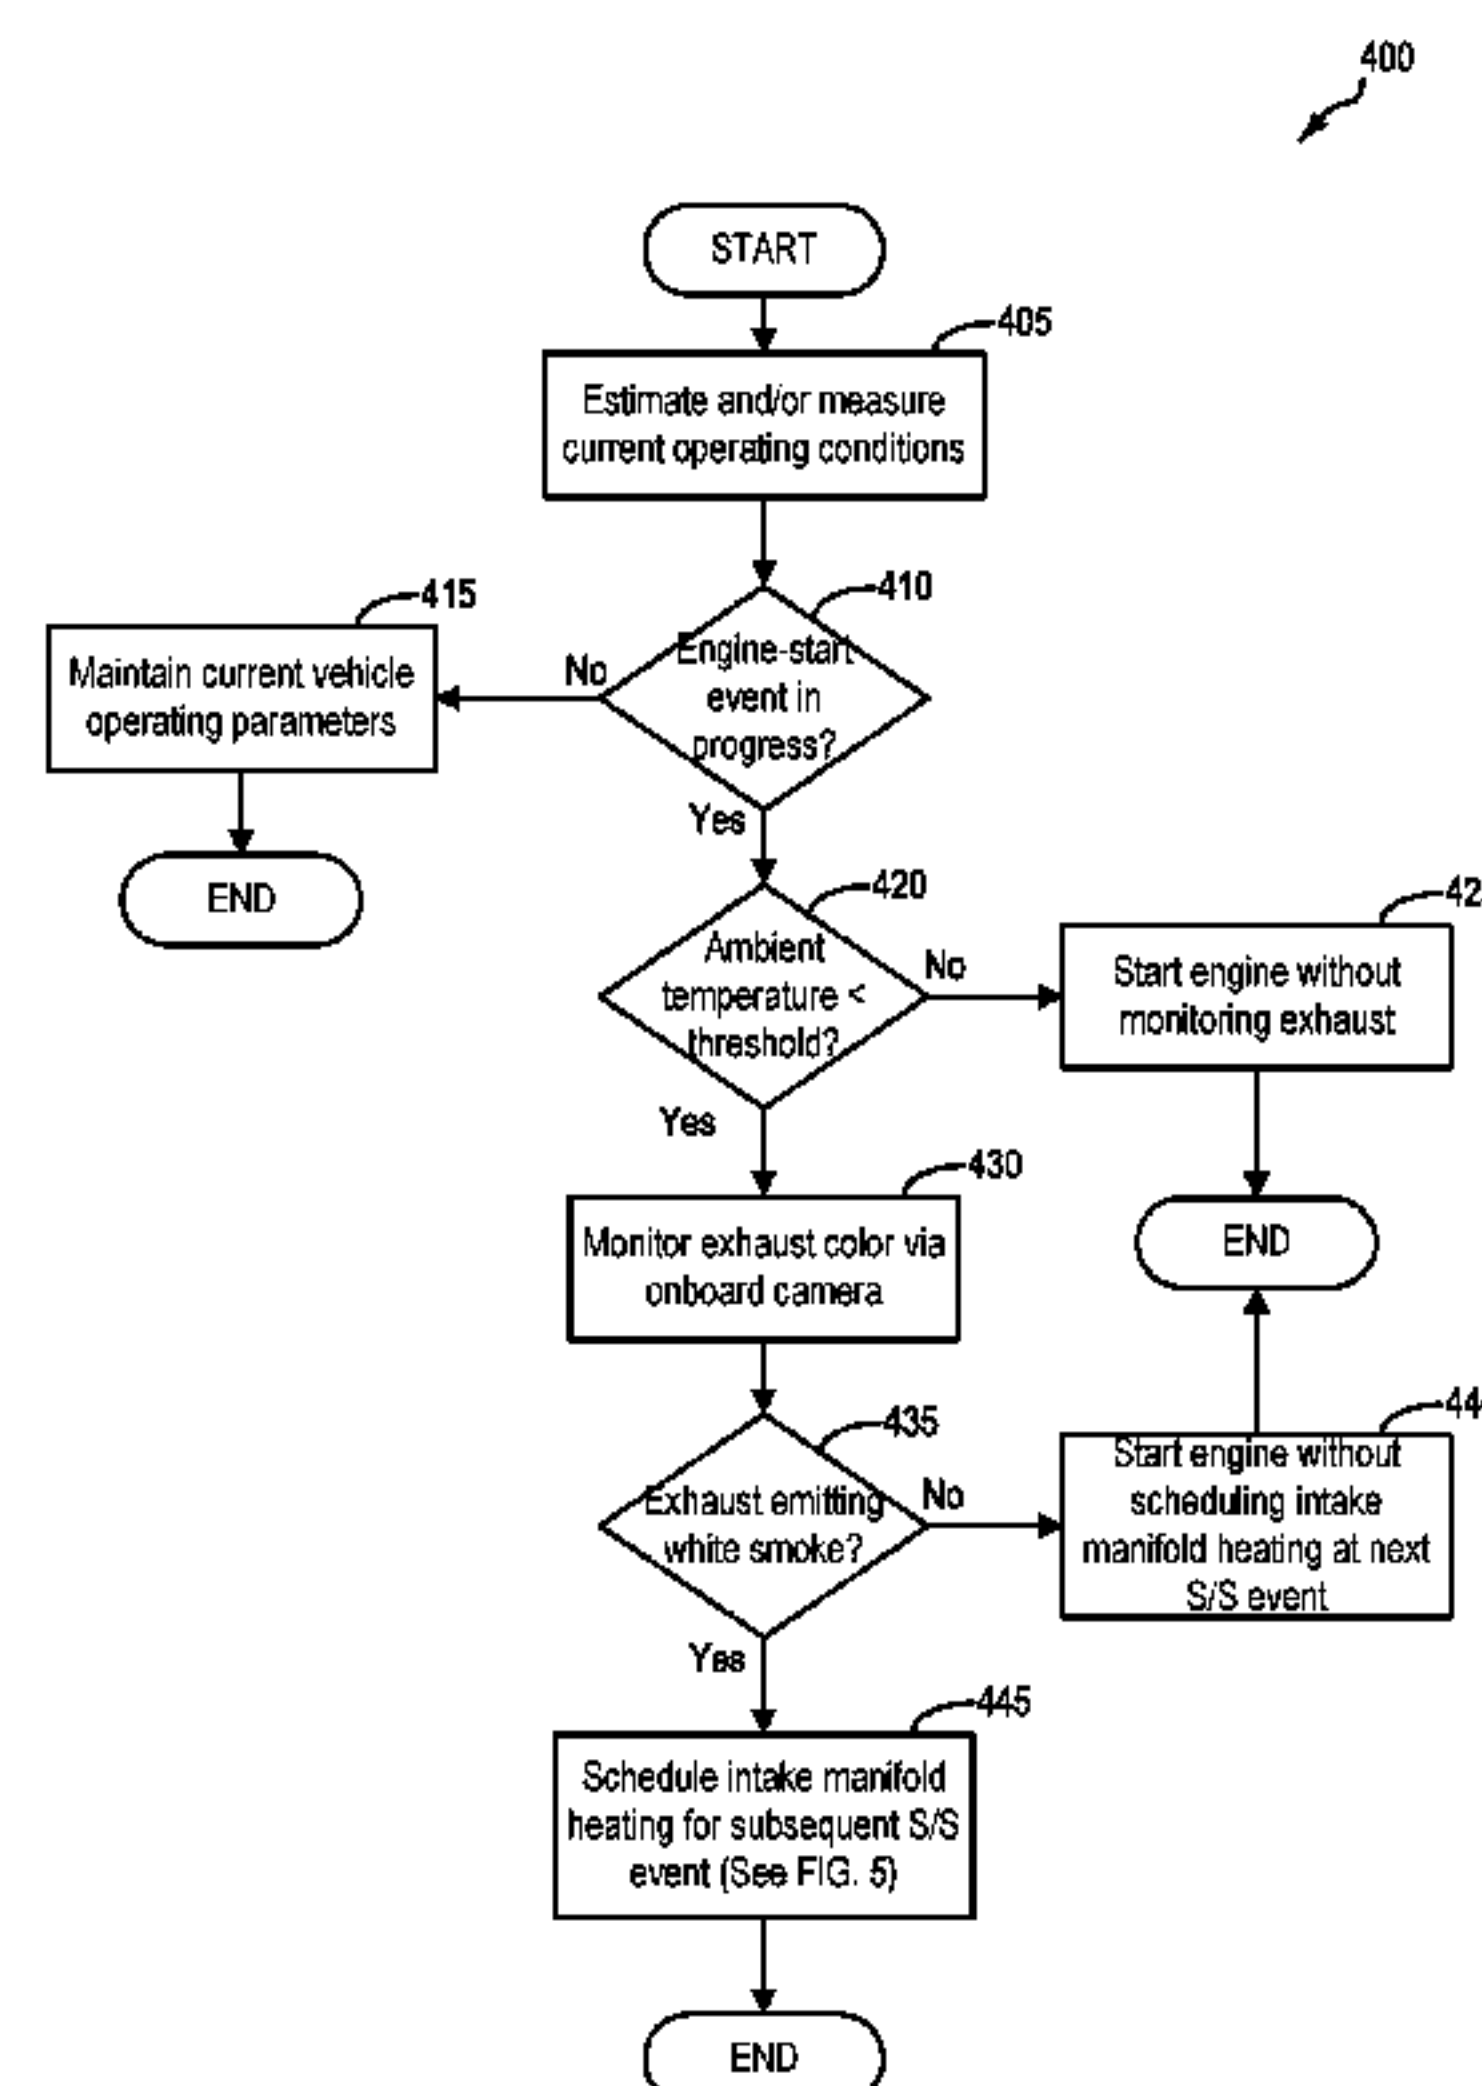 400
START
405
Estimate and/or measure
current operating conditions
410
Engine-start
event in
progress?
No
415
Maintain current vehicle
operating parameters
END
Yes
420
Ambient
temperature <
threshold?
No
Start engine without
monitoring exhaust
END
Yes
430
Monitor exhaust color via
onboard camera
435
Exhaust emitting
white smoke?
No
Start engine without
scheduling intake
manifold heating at next
S/S event
Yes
445
Schedule intake manifold
heating for subsequent S/S
event (See FIG. 5)
END